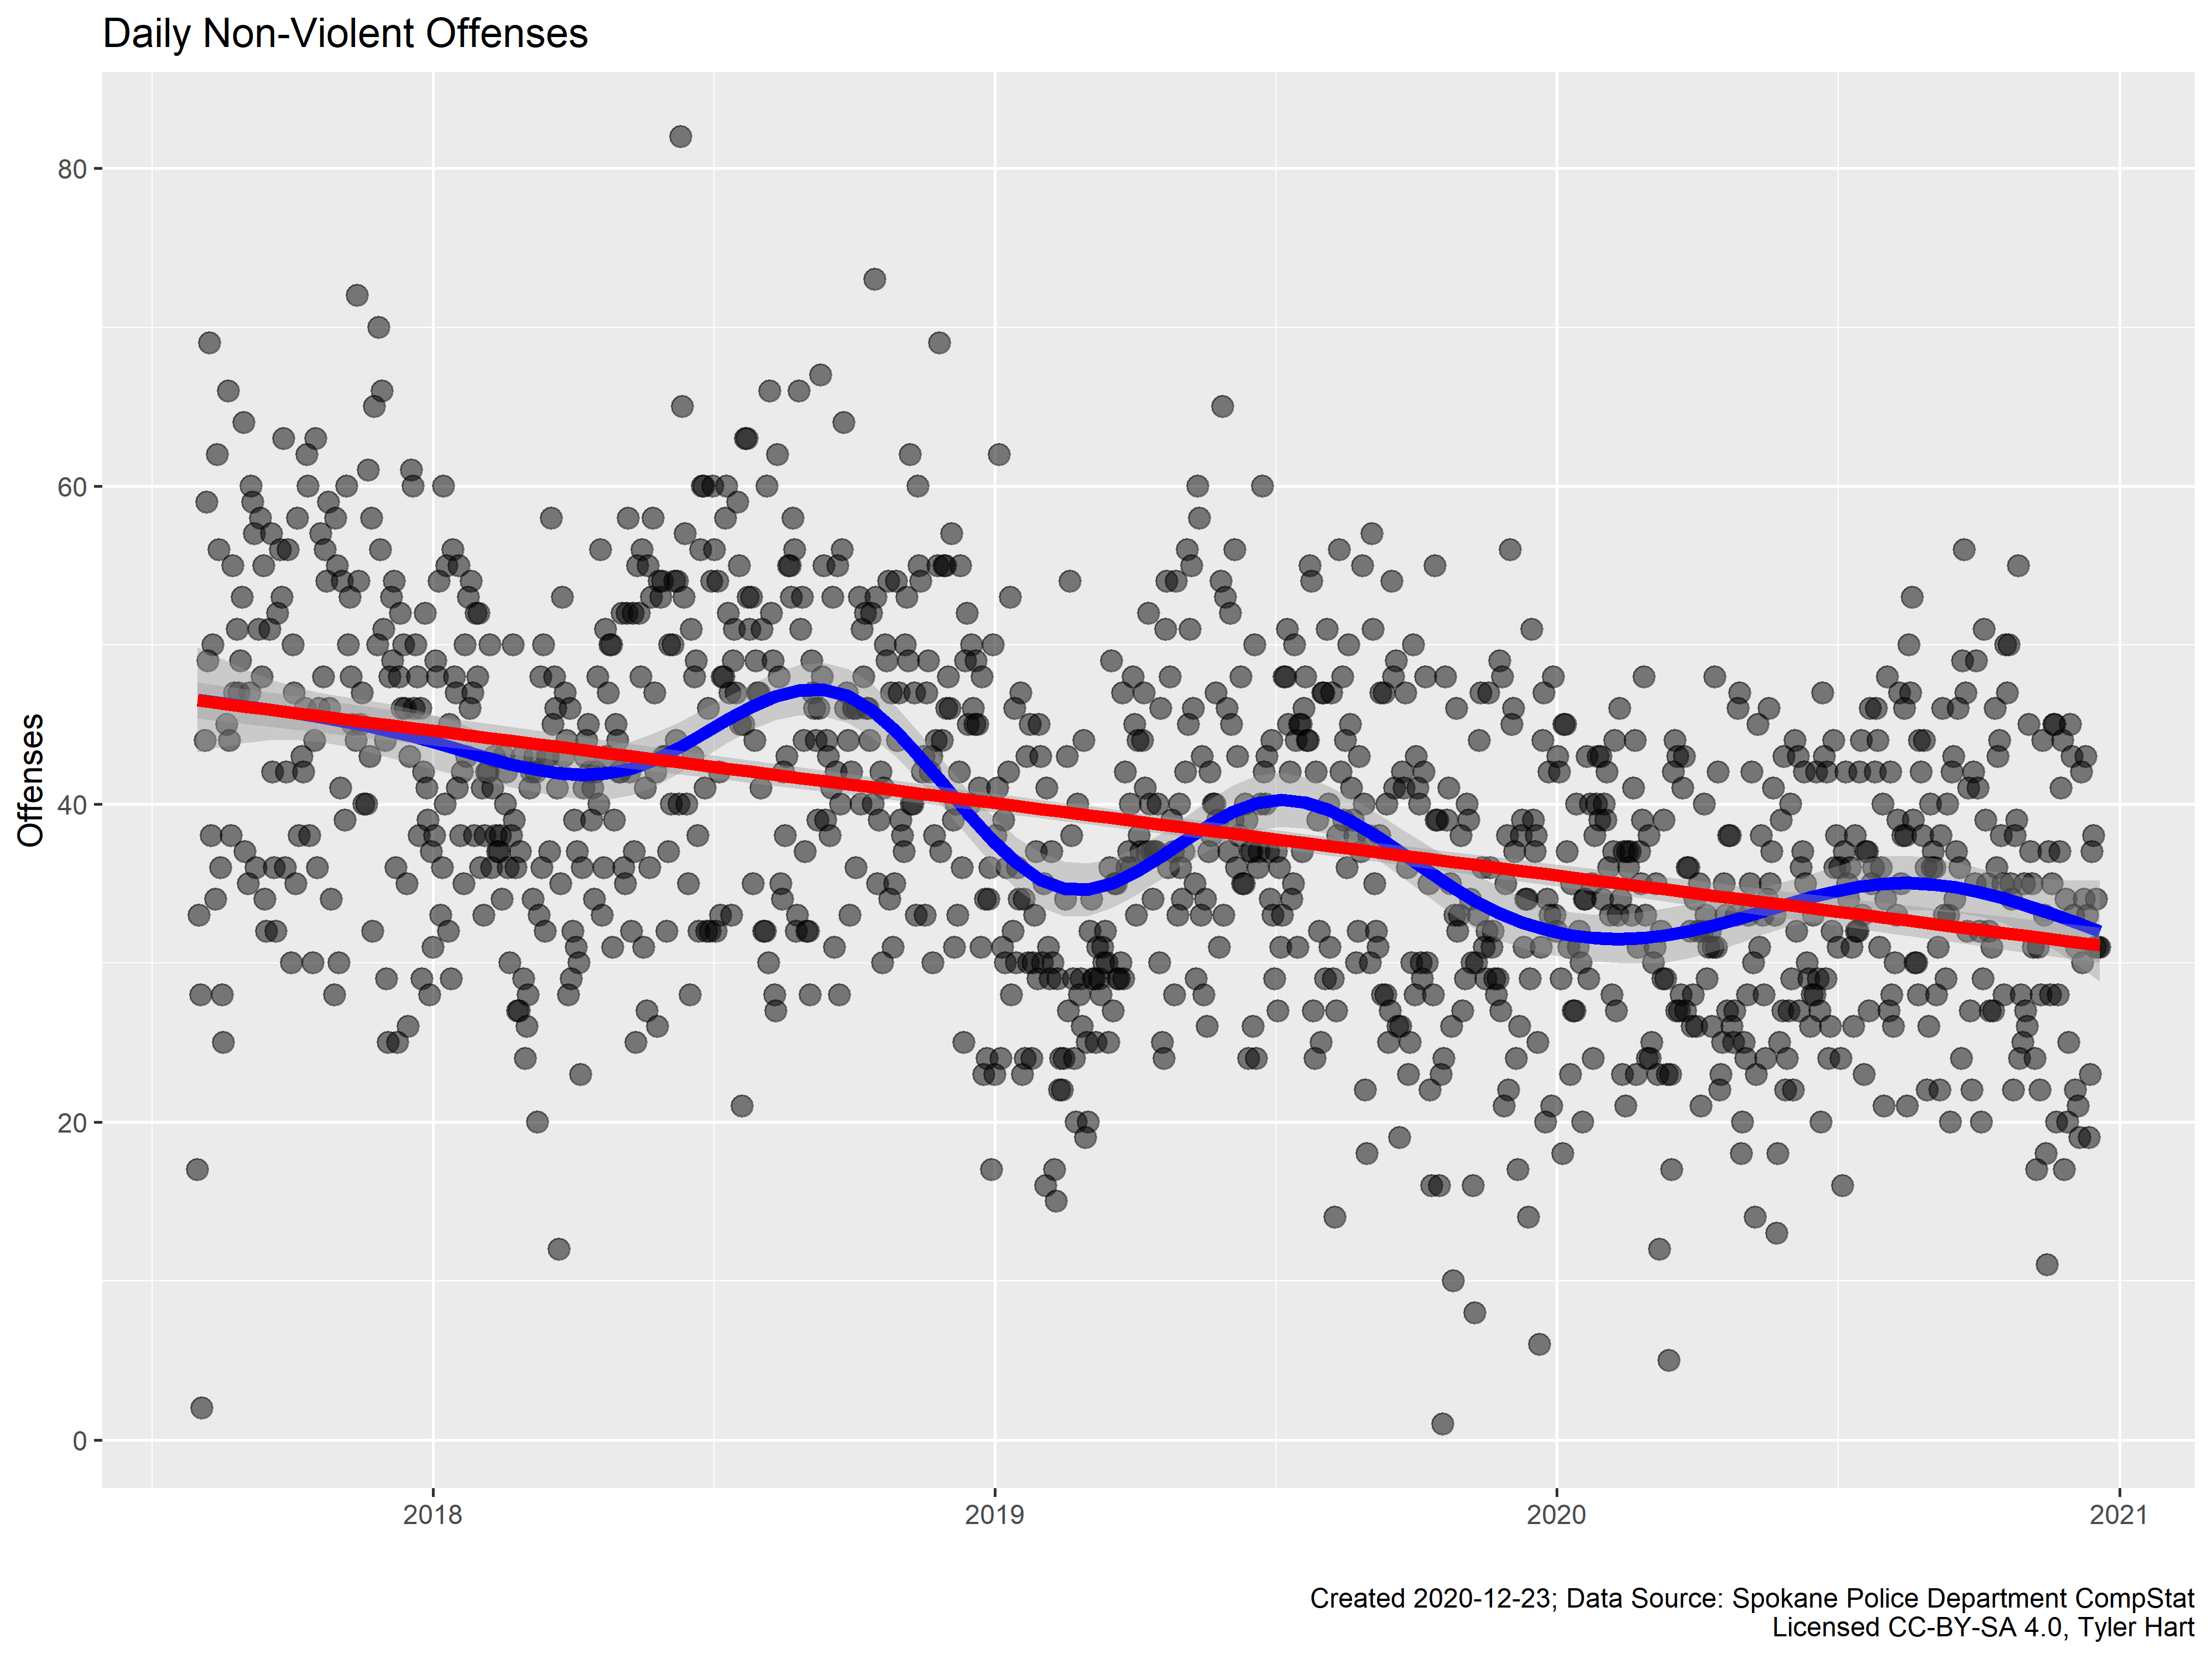 Daily Non-Violent Offenses
80
60
40
20
0
Offenses
2018
2019
2020
2021
Created 2020-12-23; Data Source: Spokane Police Department CompStat
Licensed CC-BY-SA 4.0, Tyler Hart